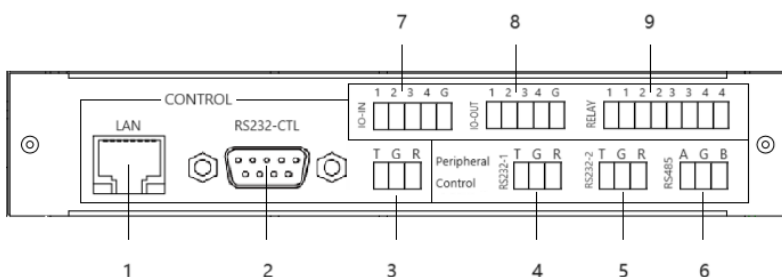 7 8 9
1 2 3 4 G 1 2 3 4 G 1 1 2 2 3 3 4 4
CONTROL IO-IN IO-OUT RELAY
LAN RS232-CTL
T G R Peripheral T G R T G R A G B
Control RS232-1 RS232-2 RS485
1 2 3 4 5 6